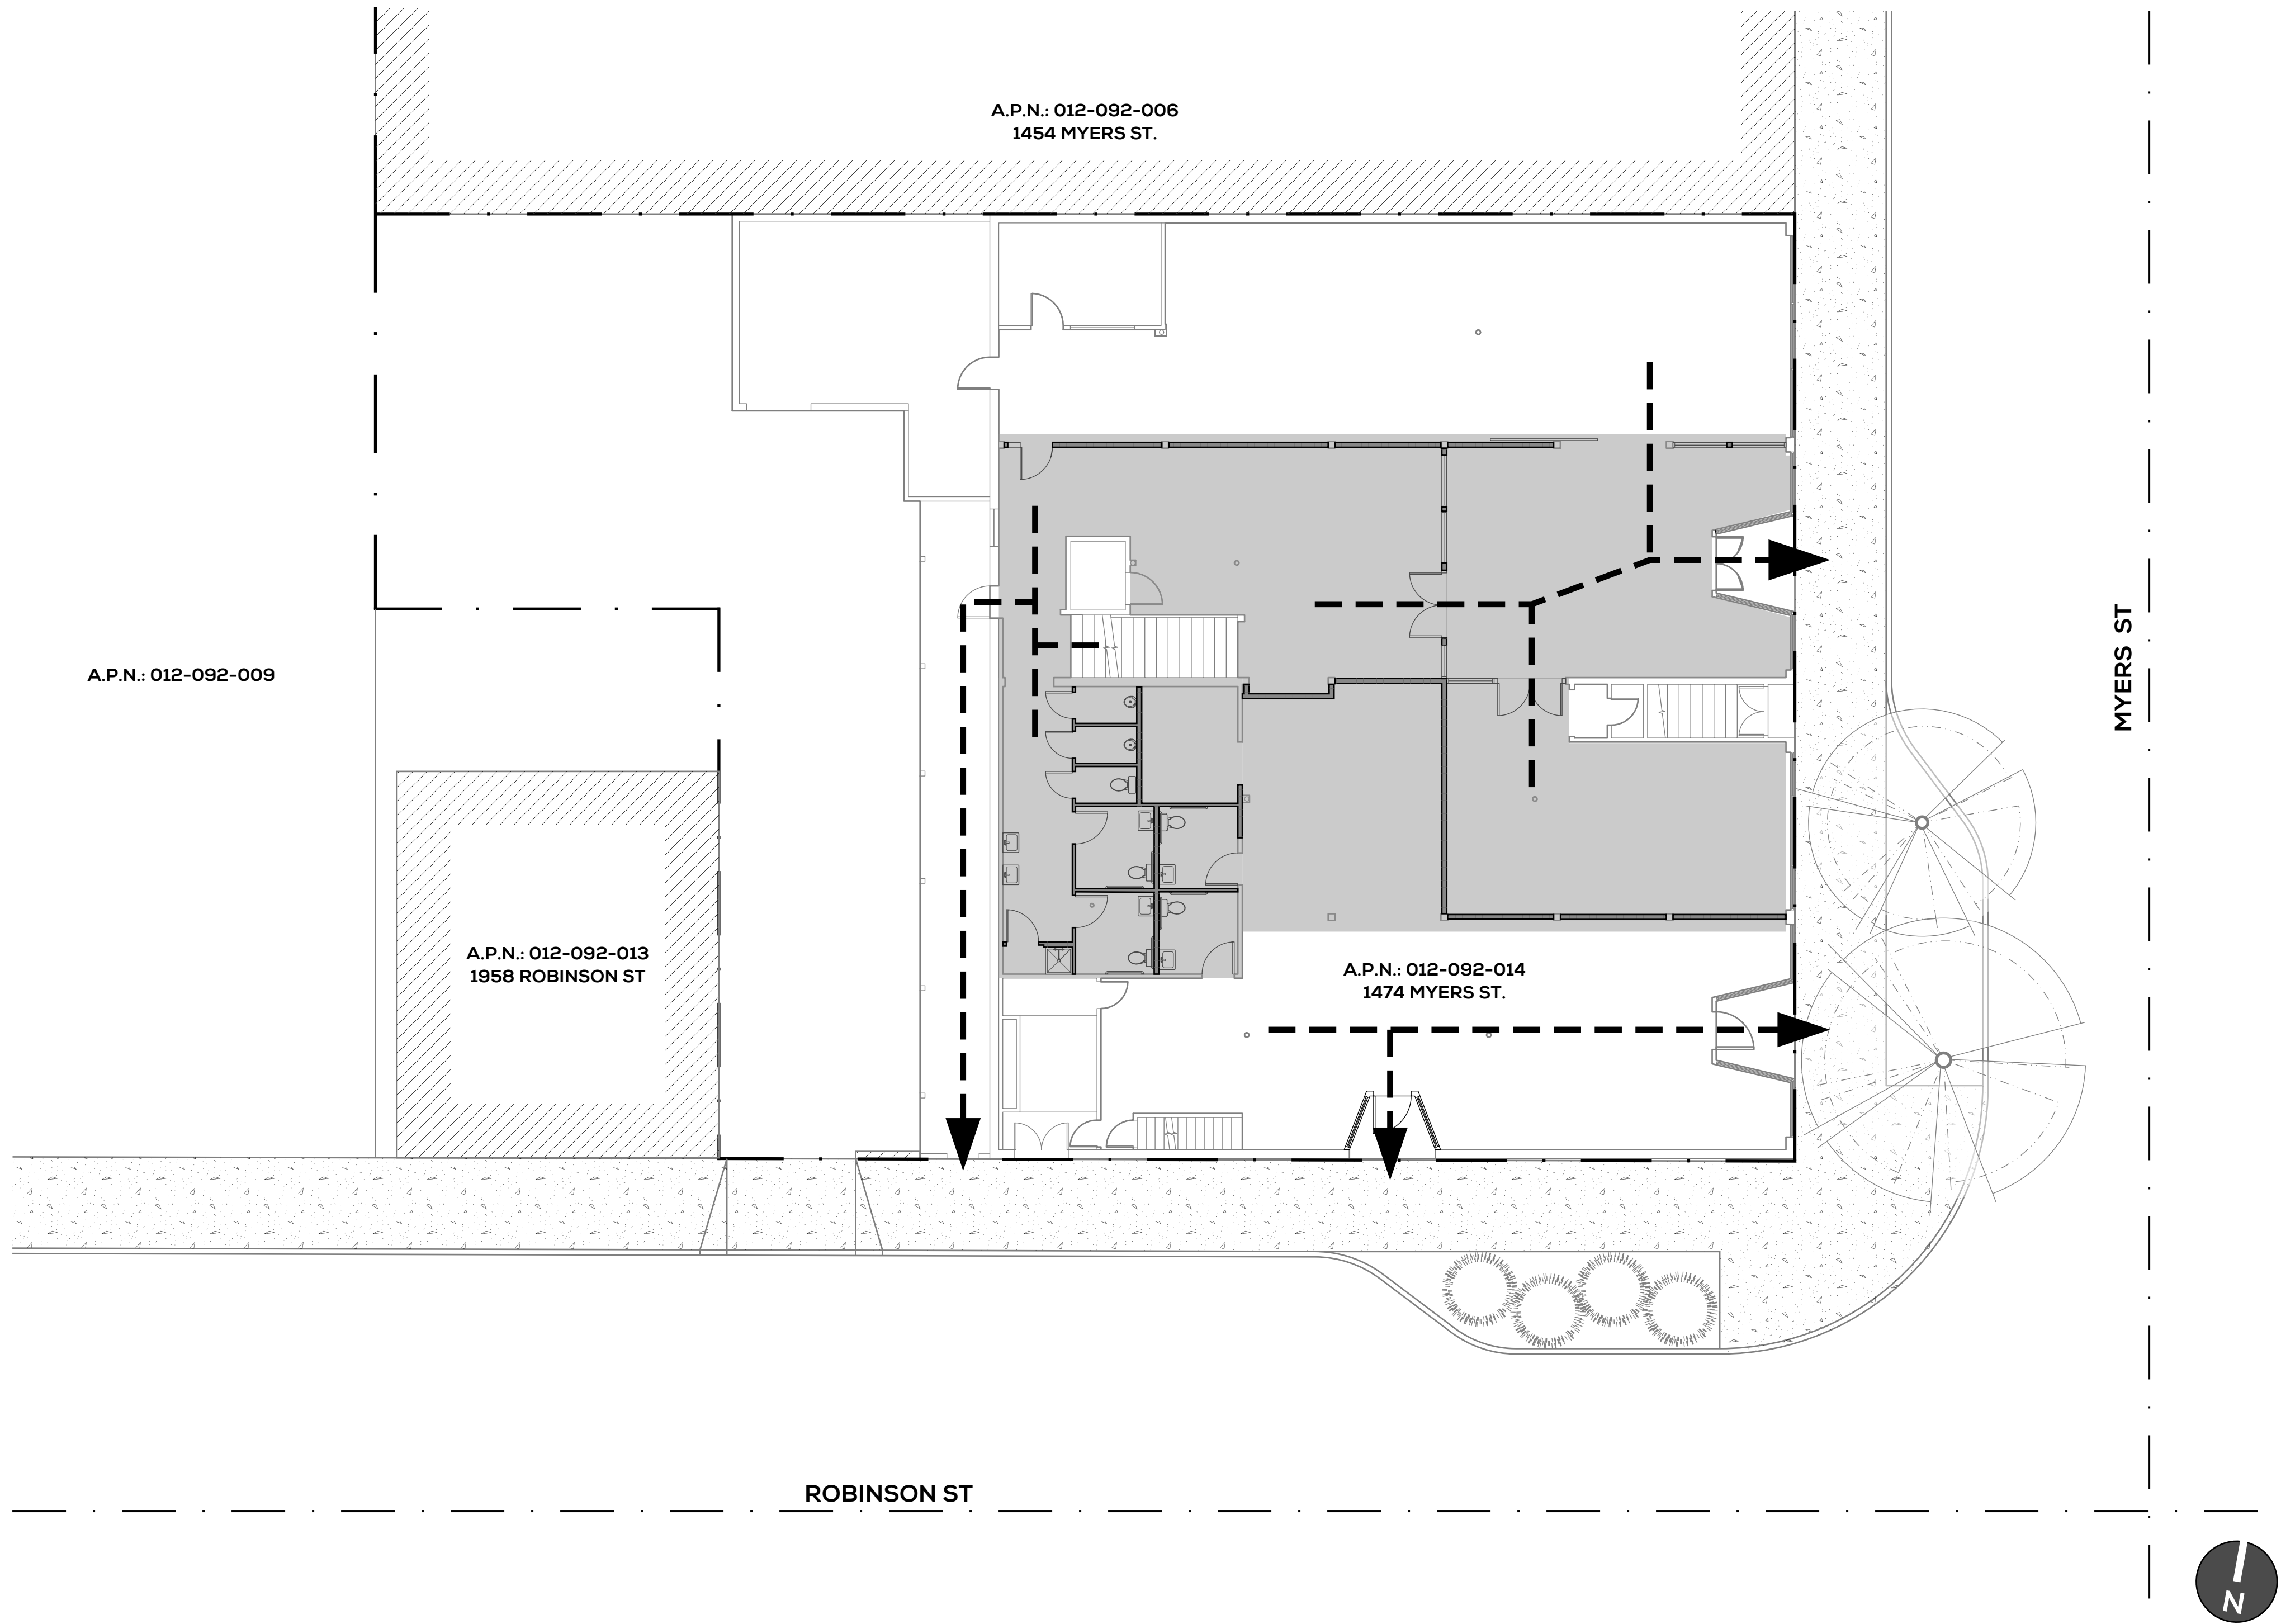 A.P.N.: 012-092-006
1454 MYERS ST.
A.P.N.: 012-092-009
MYERS ST
A.P.N.: 012-092-013
1958 ROBINSON ST
A.P.N.: 012-092-014
1474 MYERS ST.
ROBINSON ST
N